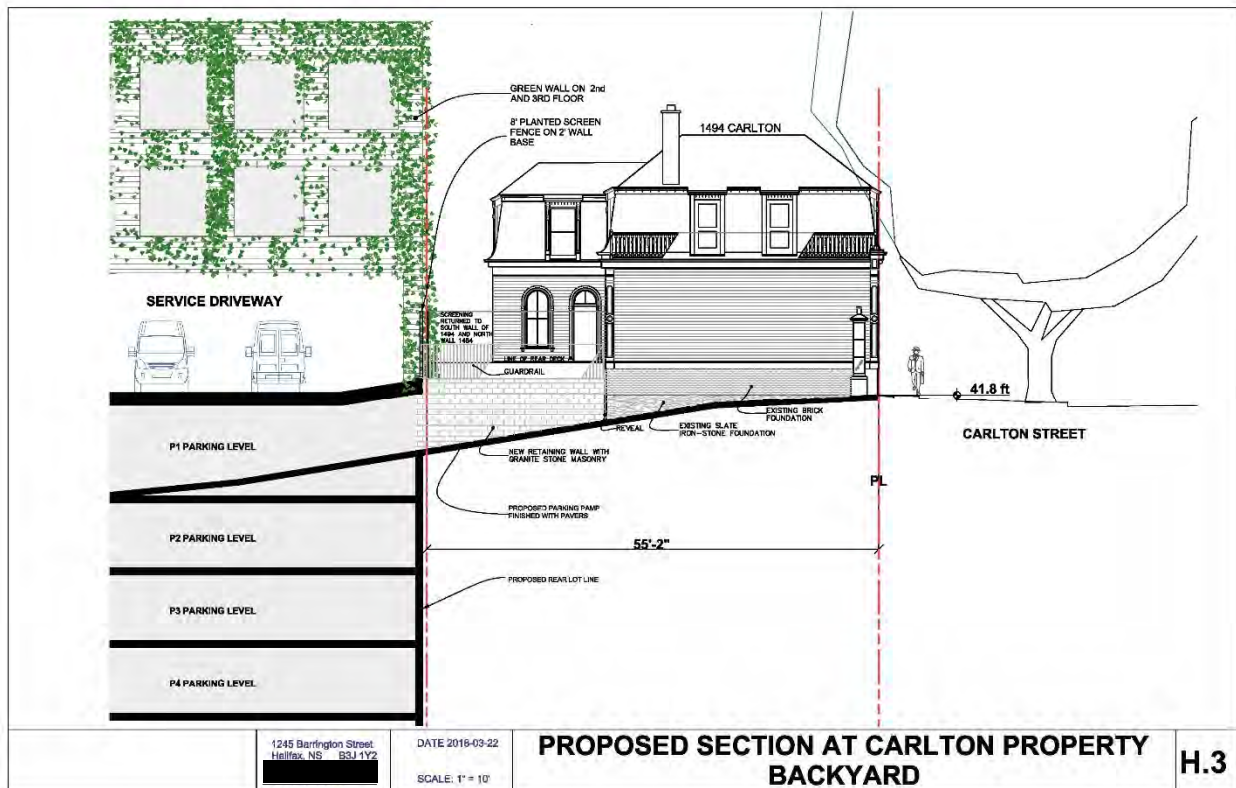 GREEN WALL ON 2nd
AND 3RD FLOOR
8' PLANTED SCREEN
FENCE ON 2' WALL
BASE
1494 CARLTON
SERVICE DRIVEWAY
SCREENING
RETURNED TO
SOUTH WALL OF
1494 AND NORTH
WALL 1484
LINE OF REAR DECK
GUARDRAIL
41.8 ft
EXISTING BRICK
FOUNDATION
REVEAL
EXISTING SLATE
IRON-STONE FOUNDATION
CARLTON STREET
P1 PARKING LEVEL
NEW RETAINING WALL WITH
GRANITE STONE MASONRY
PL
PROPOSED PARKING PAMP
FINISHED WITH PAVERS
P2 PARKING LEVEL
55'-2"
PROPOSED REAR LOT LINE
P3 PARKING LEVEL
P4 PARKING LEVEL
1245 Barrington Street
Halifax, NS B3J 1Y2
DATE 2016-03-22
SCALE: 1" = 10'
PROPOSED SECTION AT CARLTON PROPERTY
BACKYARD
H.3